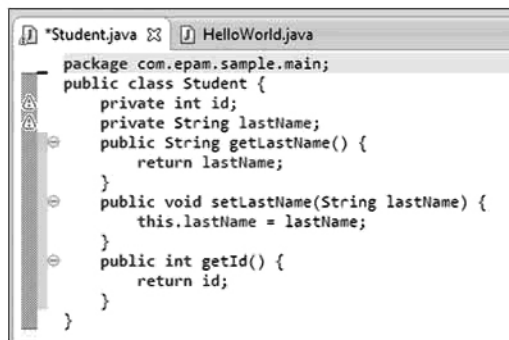 *Student.java HelloWorld.java
package com.epam.sample.main;
public class Student {
    private int id;
    private String lastName;
    public String getLastName() {
        return lastName;
    }
    public void setLastName(String lastName) {
        this.lastName = lastName;
    }
    public int getId() {
        return id;
    }
}